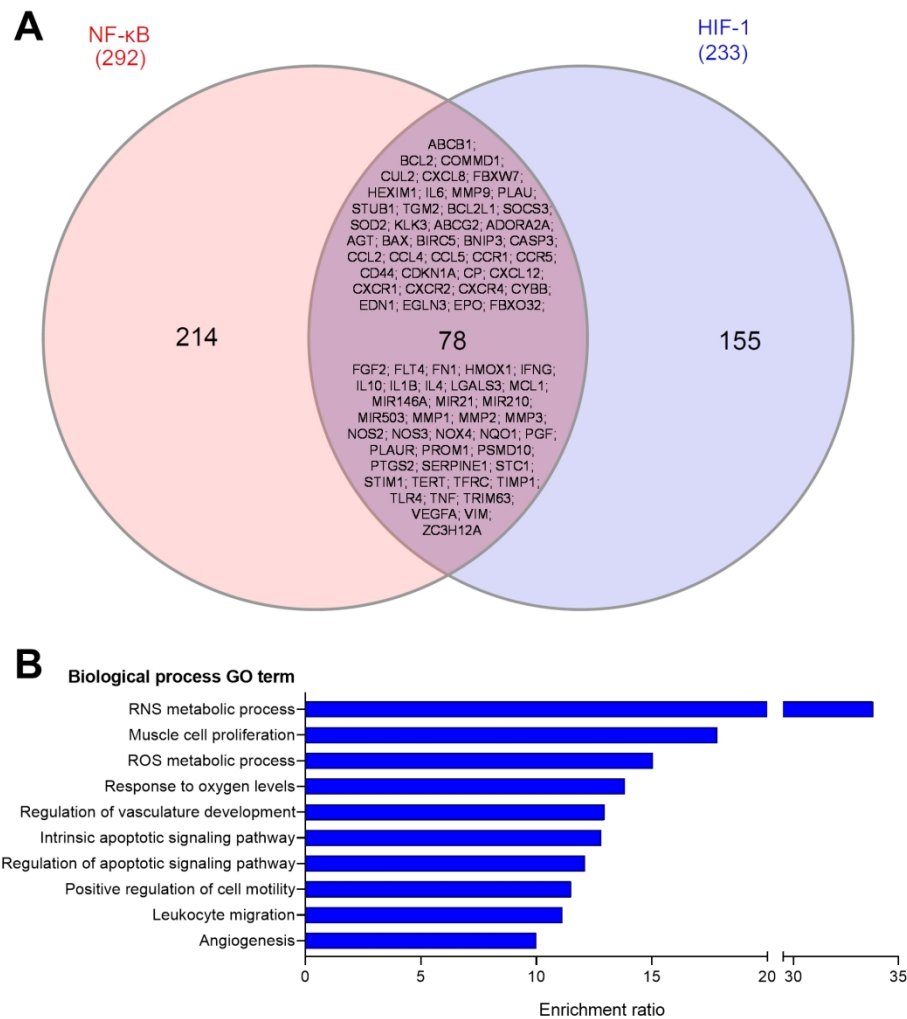 A
NF-κB
(292)
HIF-1
(233)
ABCB1;
BCL2; COMMD1;
CUL2; CXCL8; FBXW7;
HEXIM1; IL6; MMP9; PLAU;
STUB1; TGM2; BCL2L1; SOCS3;
SOD2; KLK3; ABCG2; ADORA2A;
AGT; BAX; BIRC5; BNIP3; CASP3;
CCL2; CCL4; CCL5; CCR1; CCR5;
CD44; CDKN1A; CP; CXCL12;
CXCR1; CXCR2; CXCR4; CYBB;
EDN1; EGLN3; EPO; FBXO32;
214
78
155
FGF2; FLT4; FN1; HMOX1; IFNG;
IL10; IL1B; IL4; LGALS3; MCL1;
MIR146A; MIR21; MIR210;
MIR503; MMP1; MMP2; MMP3;
NOS2; NOS3; NOX4; NQO1; PGF;
PLAUR; PROM1; PSMD10;
PTGS2; SERPINE1; STC1;
STIM1; TERT; TFRC; TIMP1;
TLR4; TNF; TRIM63;
VEGFA; VIM;
ZC3H12A
B
Biological process GO term
RNS metabolic process
Muscle cell proliferation
ROS metabolic process
Response to oxygen levels
Regulation of vasculature development
Intrinsic apoptotic signaling pathway
Regulation of apoptotic signaling pathway
Positive regulation of cell motility
Leukocyte migration
Angiogenesis
0 5 10 15 20 30 35
Enrichment ratio